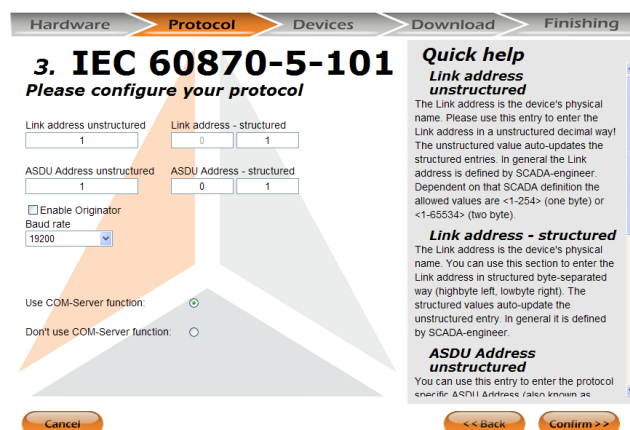 Hardware Protocol Devices Download Finishing
3. IEC 60870-5-101
Please configure your protocol
Link address unstructured Link address - structured
1 0 1
ASDU Address unstructured ASDU Address - structured
1 0 1
Enable Originator
Baud rate
19200
Use COM-Server function:
Don't use COM-Server function:
Cancel
Quick help
Link address
unstructured
The Link address is the device's physical
name. Please use this entry to enter the
Link address in a unstructured decimal way!
The unstructured value auto-updates the
structured entries. In general the Link
address is defined by SCADA-engineer.
Dependent on that SCADA definition the
allowed values are <1-254> (one byte) or
<1-65534> (two byte).
Link address - structured
The Link address is the device's physical
name. You can use this section to enter the
Link address in structured byte-separated
way (highbyte left, lowbyte right). The
structured values auto-update the
unstructured entry. In general it is defined
by SCADA-engineer.
ASDU Address
unstructured
You can use this entry to enter the protocol
specific ASDU Address (also known as
<< Back Confirm >>